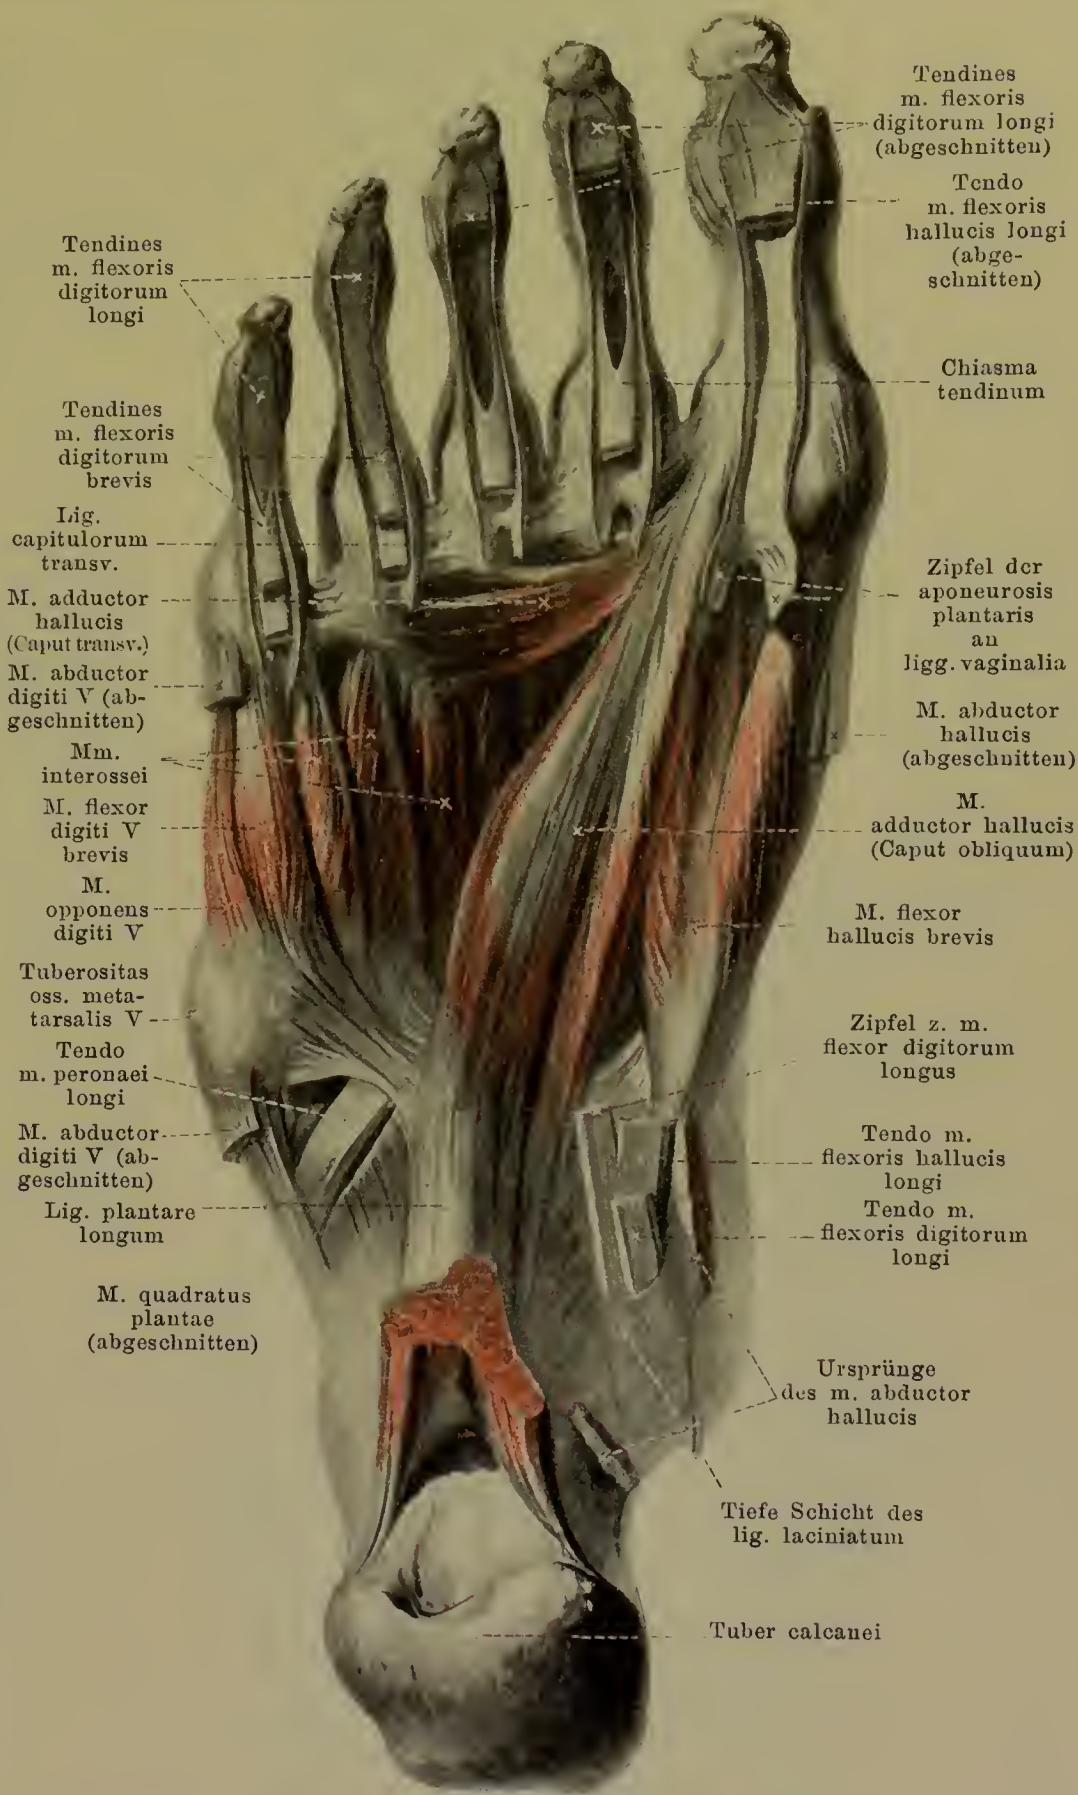 Tendines
m. flexoris
digitorum
longi
Tendines
m. flexoris
digitorum
brevis
Lig.
capitulorum
transv.
M. adductor
hallucis
(Caput transv.)
M. abductor
digiti V (ab-
geschnitten)
Mm.
interossei
M. flexor
digiti V
brevis
M.
opponens
digiti V
Tuberositas
oss. meta-
tarsalis V
Tendo
m. peronaei
longi
M. abductor
digiti V (ab-
geschnitten)
Lig. plantare
longum
M. quadratus
plantae
(abgeschnitten)
Tendines
m. flexoris
digitorum longi
(abgeschnitten)
Tendo
m. flexoris
hallucis longi
(abge-
schnitten)
Chiasma
tendinum
Zipfel der
aponeurosis
plantaris
an
ligg. vaginalia
M. abductor
hallucis
(abgeschnitten)
M.
adductor hallucis
(Caput obliquum)
M. flexor
hallucis brevis
Zipfel z. m.
flexor digitorum
longus
Tendo m.
flexoris hallucis
longi
Tendo m.
flexoris digitorum
longi
Ursprünge
des m. abductor
hallucis
Tiefe Schicht des
lig. laciniatum
Tuber calcanei